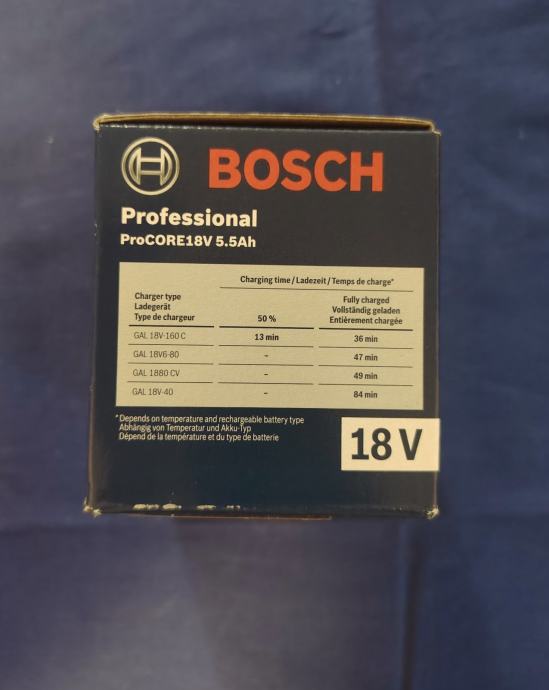 BOSCH
Professional
ProCORE18V 5.5Ah
Charging time / Ladezeit / Temps de charge*
Charger type
Ladegerät
Type de chargeur
50 %
Fully charged
Vollständig geladen
Entièrement chargée
GAL 18V-160 C 13 min 36 min
GAL 18V6-80 – 47 min
GAL 1880 CV – 49 min
GAL 18V-40 – 84 min
*Depends on temperature and rechargeable battery type
Abhängig von Temperatur und Akku-Typ
Dépend de la température et du type de batterie
18 V